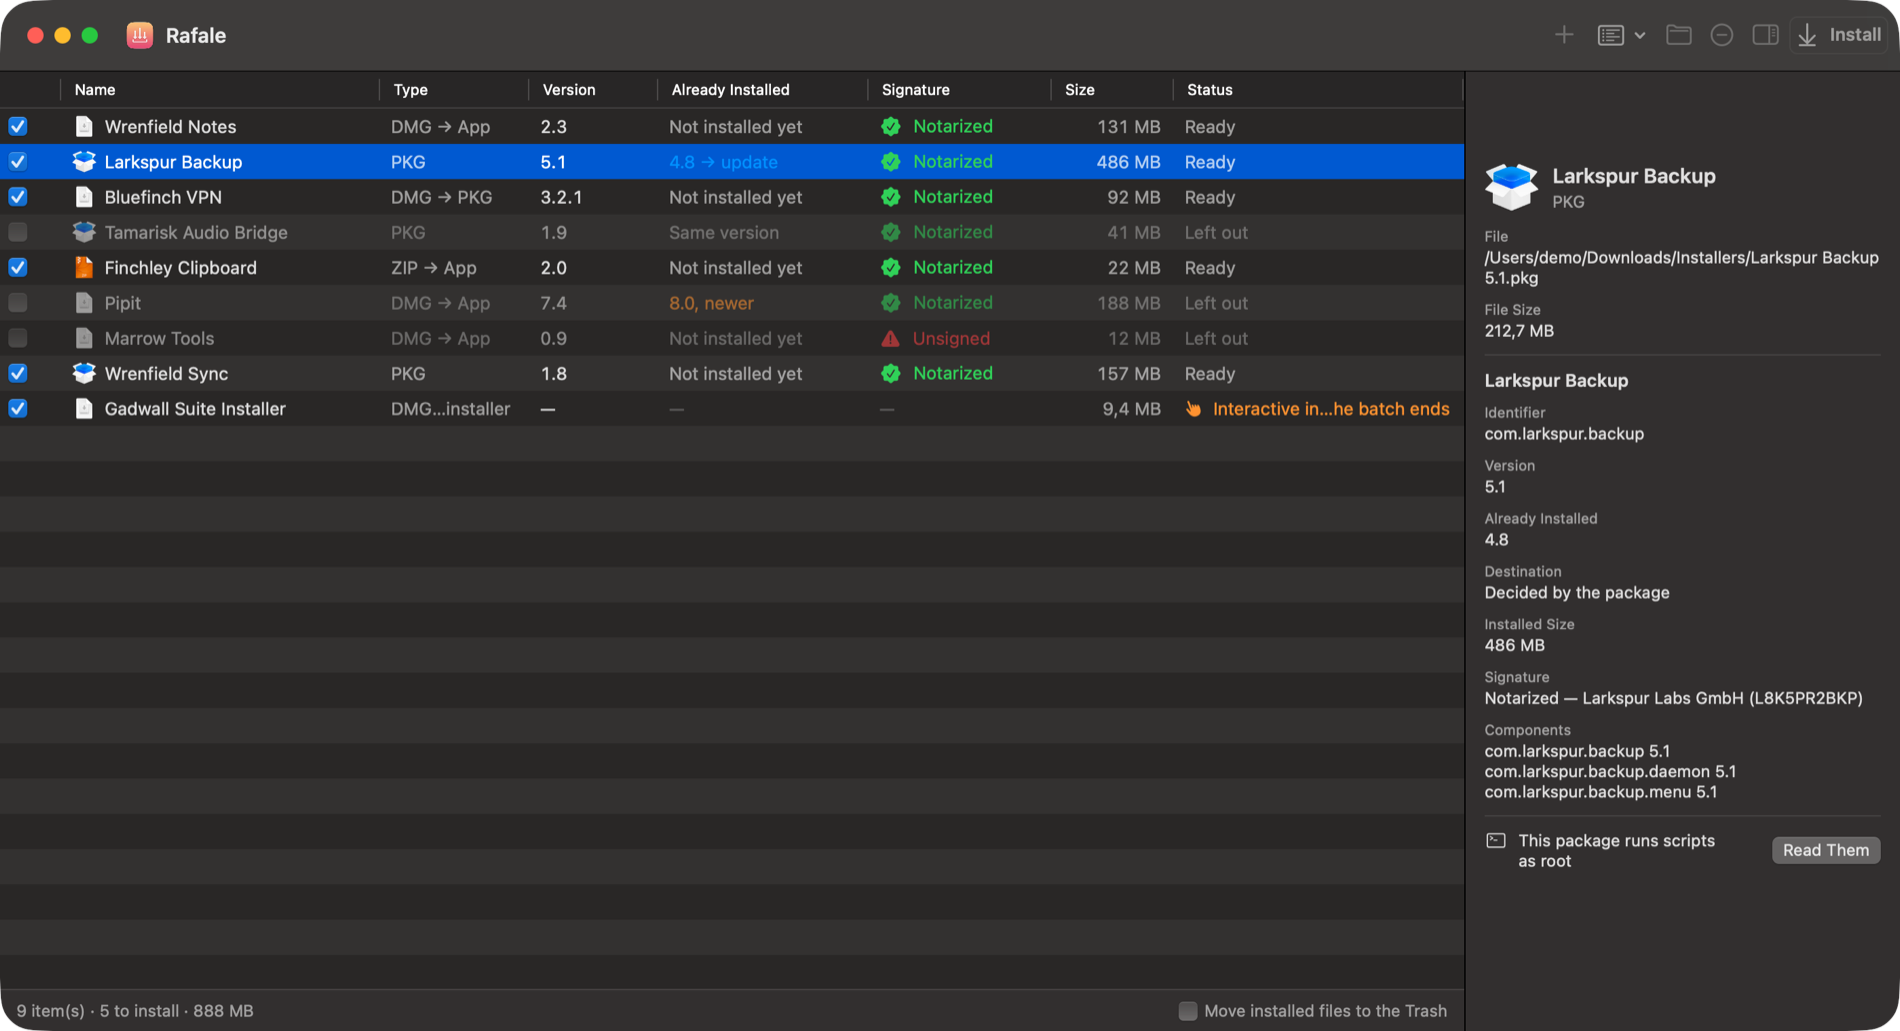 Rafale
Install
Name Type Version Already Installed Signature Size Status
Wrenfield Notes DMG → App 2.3 Not installed yet Notarized 131 MB Ready
Larkspur Backup PKG 5.1 4.8 → update Notarized 486 MB Ready
Bluefinch VPN DMG → PKG 3.2.1 Not installed yet Notarized 92 MB Ready
Tamarisk Audio Bridge PKG 1.9 Same version Notarized 41 MB Left out
Finchley Clipboard ZIP → App 2.0 Not installed yet Notarized 22 MB Ready
Pipit DMG → App 7.4 8.0, newer Notarized 188 MB Left out
Marrow Tools DMG → App 0.9 Not installed yet Unsigned 12 MB Left out
Wrenfield Sync PKG 1.8 Not installed yet Notarized 157 MB Ready
Gadwall Suite Installer DMG...installer — — — 9,4 MB Interactive in...he batch ends
9 item(s) · 5 to install · 888 MB
Move installed files to the Trash
Larkspur Backup
PKG
File
/Users/demo/Downloads/Installers/Larkspur Backup
5.1.pkg
File Size
212,7 MB
Larkspur Backup
Identifier
com.larkspur.backup
Version
5.1
Already Installed
4.8
Destination
Decided by the package
Installed Size
486 MB
Signature
Notarized — Larkspur Labs GmbH (L8K5PR2BKP)
Components
com.larkspur.backup 5.1
com.larkspur.backup.daemon 5.1
com.larkspur.backup.menu 5.1
This package runs scripts
as root
Read Them